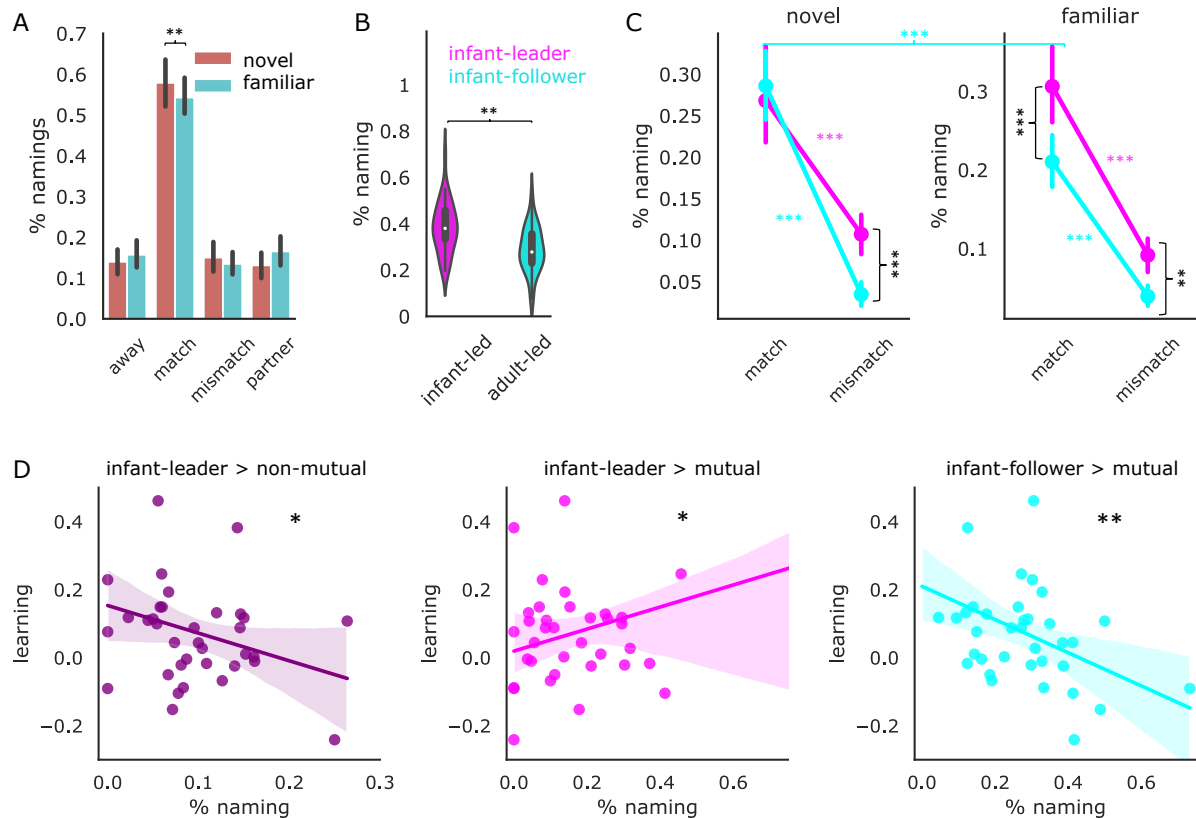 A
% namings
0.7
0.6
0.5
0.4
0.3
0.2
0.1
0.0
**
novel
familiar
away
match
mismatch
partner
B
% naming
infant-leader
infant-follower
1
0.8
0.6
0.4
0.2
0
**
infant-led
adult-led
C
novel
familiar
***
% naming
0.30
0.25
0.20
0.15
0.10
0.05
***
***
***
match
mismatch
% naming
0.3
0.2
0.1
***
***
***
**
match
mismatch
D
infant-leader > non-mutual
learning
0.4
0.2
0.0
−0.2
*
0.0
0.1
0.2
0.3
% naming
infant-leader > mutual
learning
0.4
0.2
0.0
−0.2
*
0.0
0.2
0.4
0.6
% naming
infant-follower > mutual
learning
0.4
0.2
0.0
−0.2
**
0.0
0.2
0.4
0.6
% naming